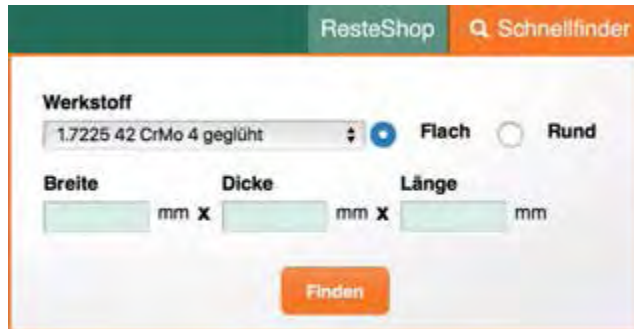 ResteShop Schnellfinder
Werkstoff
1.7225 42 CrMo 4 geglüht Flach Rund
Breite Dicke Länge
mm x mm x mm
Finden